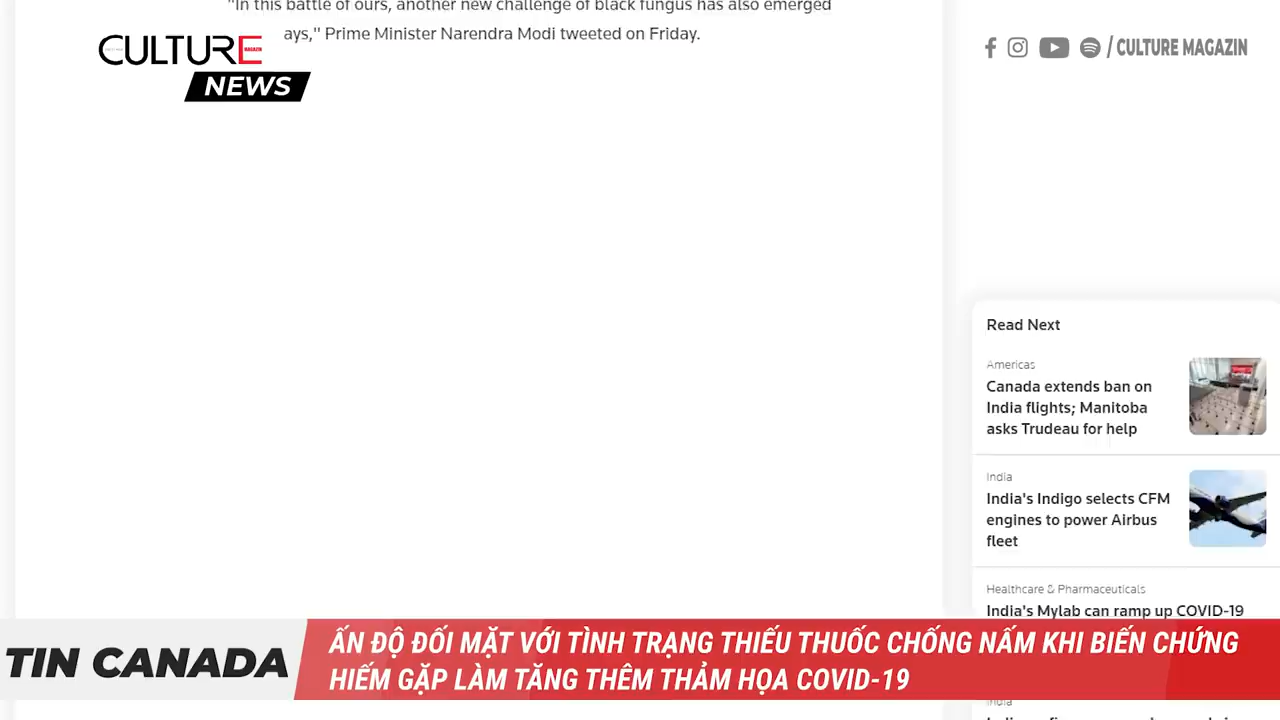 "In this battle of ours, another new challenge of black fungus has also emerged
ays," Prime Minister Narendra Modi tweeted on Friday.
CULTURE
NEWS
/ CULTURE MAGAZIN
Read Next
Americas
Canada extends ban on
India flights; Manitoba
asks Trudeau for help
India
India's Indigo selects CFM
engines to power Airbus
fleet
Healthcare & Pharmaceuticals
India's Mylab can ramp up COVID-19
TIN CANADA
ẤN ĐỘ ĐỐI MẶT VỚI TÌNH TRẠNG THIẾU THUỐC CHỐNG NẤM KHI BIẾN CHỨNG
HIẾM GẶP LÀM TĂNG THÊM THẢM HỌA COVID-19
India